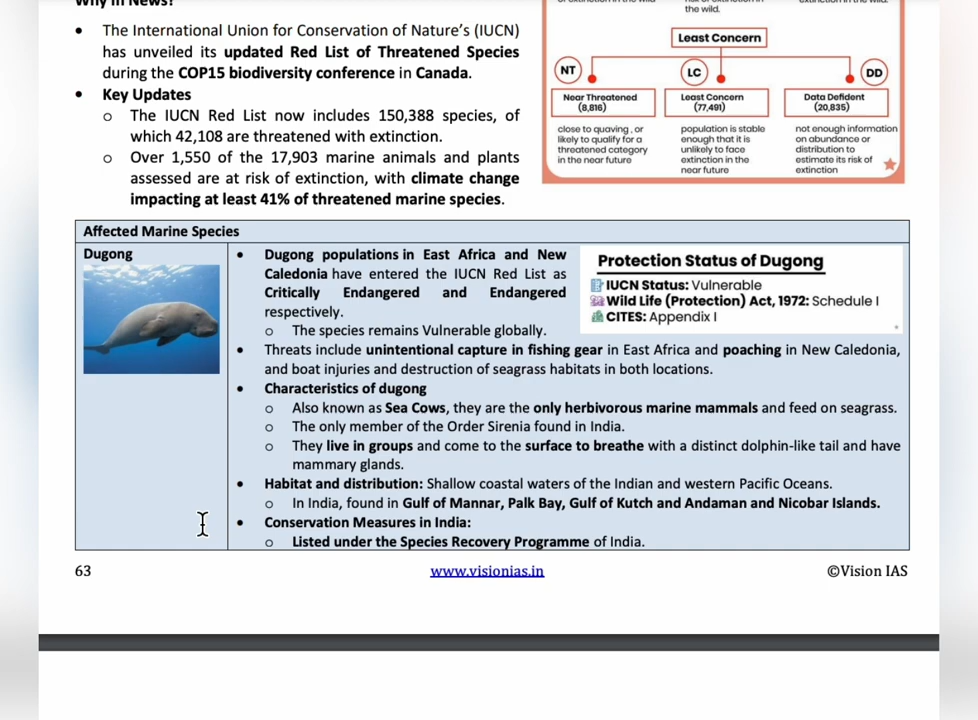 Why in News?
• The International Union for Conservation of Nature's (IUCN)
has unveiled its updated Red List of Threatened Species
during the COP15 biodiversity conference in Canada.
• Key Updates
o The IUCN Red List now includes 150,388 species, of
which 42,108 are threatened with extinction.
o Over 1,550 of the 17,903 marine animals and plants
assessed are at risk of extinction, with climate change
impacting at least 41% of threatened marine species.
the wild.
Least Concern
NT
LC
DD
Near Threatened
(8,816)
close to quaving, or
likely to qualify for a
threatened category
in the near future
Least Concern
(77,491)
population is stable
enough that it is
unlikely to face
extinction in the
near future
Data Defident
(20,835)
not enough information
on abundance or
distribution to
estimate its risk of
extinction
Affected Marine Species
Dugong
• Dugong populations in East Africa and New
Caledonia have entered the IUCN Red List as
Critically Endangered and Endangered
respectively.
o The species remains Vulnerable globally.
Protection Status of Dugong
IUCN Status: Vulnerable
Wild Life (Protection) Act, 1972: Schedule I
CITES: Appendix I
• Threats include unintentional capture in fishing gear in East Africa and poaching in New Caledonia,
and boat injuries and destruction of seagrass habitats in both locations.
• Characteristics of dugong
o Also known as Sea Cows, they are the only herbivorous marine mammals and feed on seagrass.
o The only member of the Order Sirenia found in India.
o They live in groups and come to the surface to breathe with a distinct dolphin-like tail and have
mammary glands.
• Habitat and distribution: Shallow coastal waters of the Indian and western Pacific Oceans.
o In India, found in Gulf of Mannar, Palk Bay, Gulf of Kutch and Andaman and Nicobar Islands.
• Conservation Measures in India:
o Listed under the Species Recovery Programme of India.
63
www.visionias.in
©Vision IAS